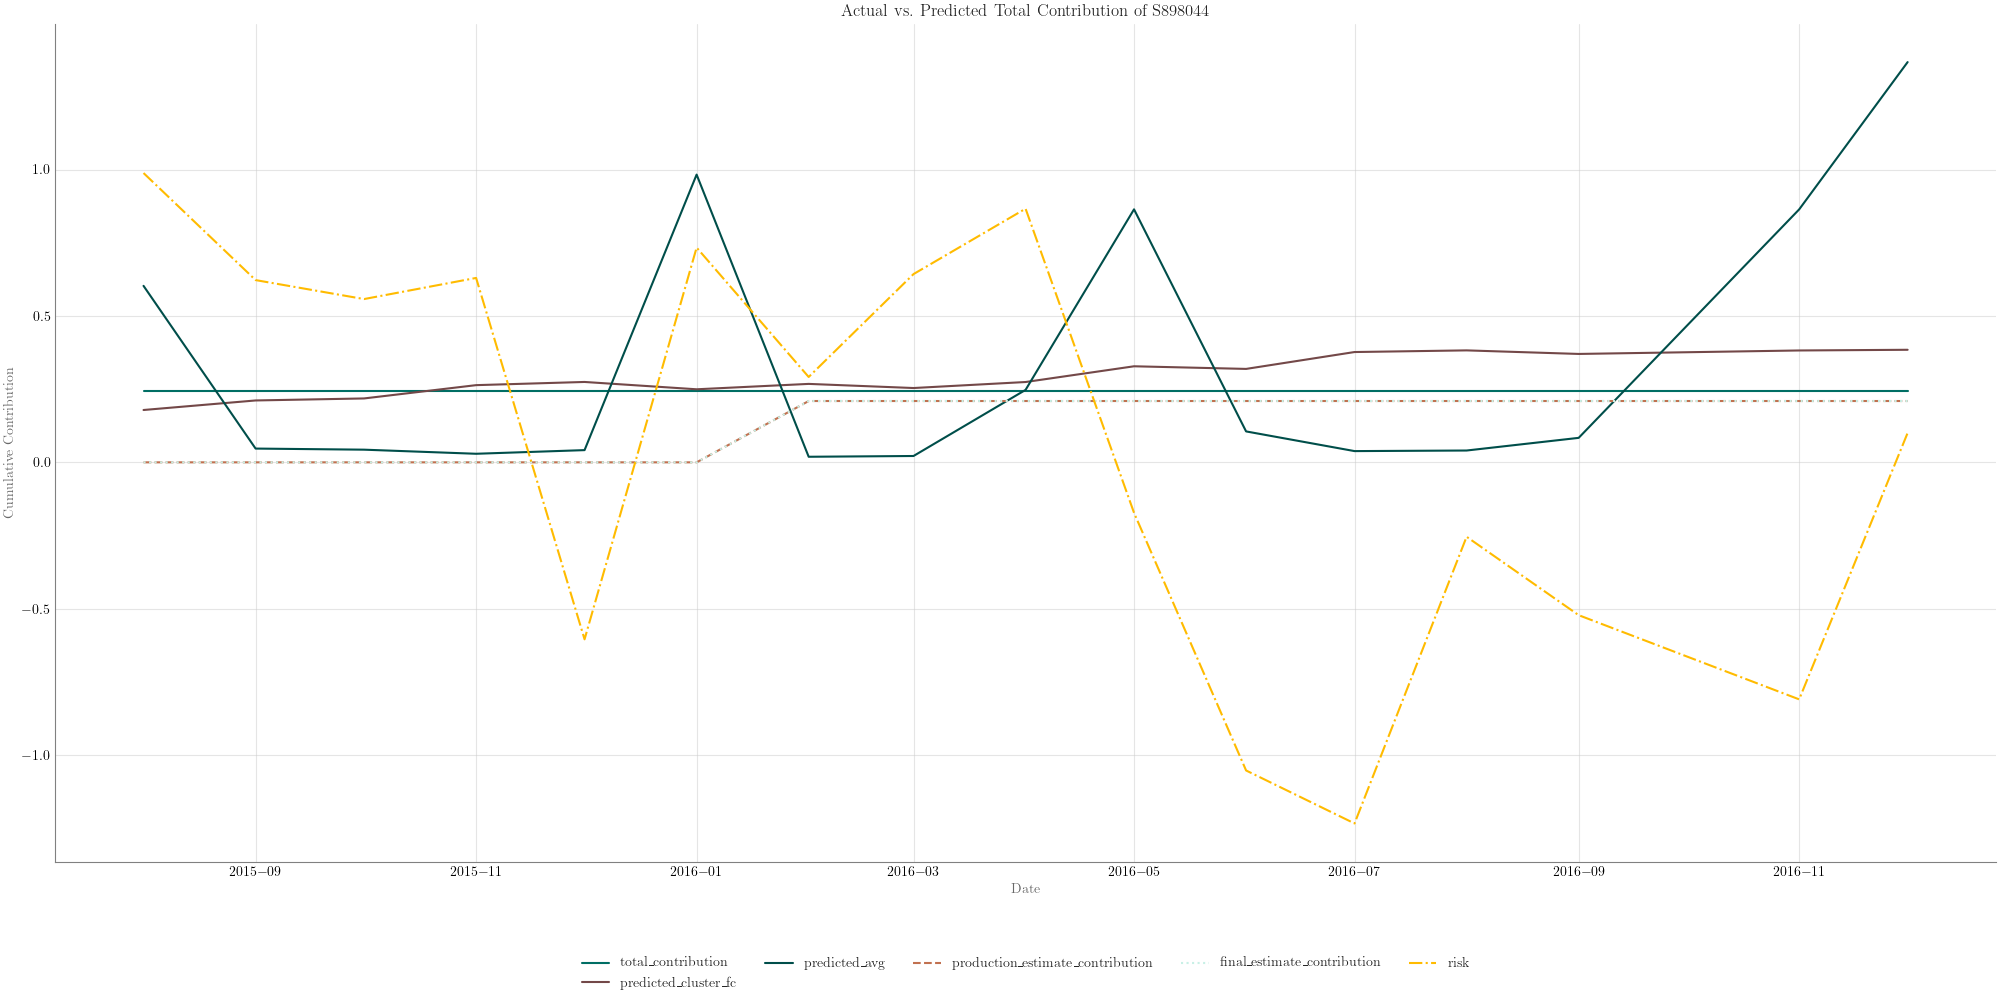 Actual vs. Predicted Total Contribution of S898044
Cumulative Contribution
1.0
0.5
0.0
−0.5
−1.0
2015−09 2015−11 2016−01 2016−03 2016−05 2016−07 2016−09 2016−11
Date
total_contribution predicted_avg production_estimate_contribution final_estimate_contribution risk
predicted_cluster_fc